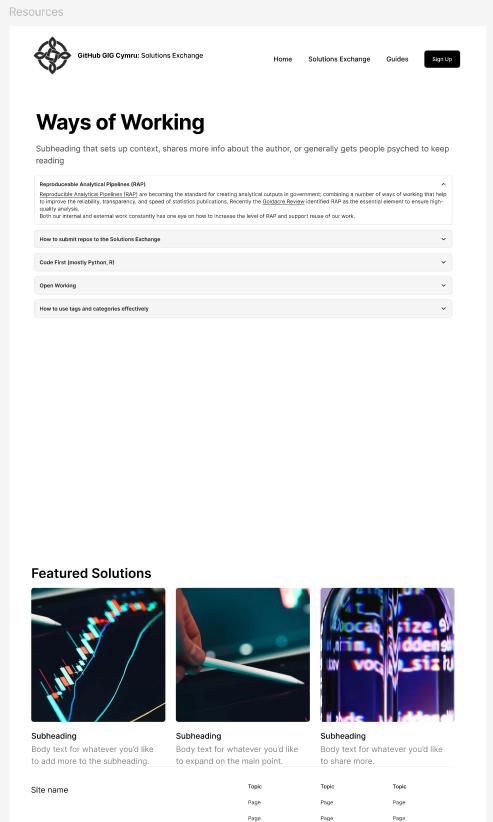 Resources
GitHub GIG Cymru: Solutions Exchange
Home
Solutions Exchange
Guides
Sign Up
Ways of Working
Subheading that sets up context, shares more info about the author, or generally gets people psyched to keep
reading
Reproduceable Analytical Pipelines (RAP)
Reproducible Analytical Pipelines (RAP) are becoming the standard for creating analytical outputs in government; combining a number of ways of working that help
to improve the reliability, transparency, and speed of statistics publications. Recently the Goldacre Review identified RAP as the essential element to ensure high-
quality analysis.
Both our internal and external work constantly has one eye on how to increase the level of RAP and support reuse of our work.
How to submit repos to the Solutions Exchange
Code First (mostly Python, R)
Open Working
How to use tags and categories effectively
Featured Solutions
Subheading
Body text for whatever you'd like
to add more to the subheading.
Subheading
Body text for whatever you'd like
to expand on the main point.
Subheading
Body text for whatever you'd like
to share more.
Site name
Topic
Topic
Topic
Page
Page
Page
Page
Page
Page